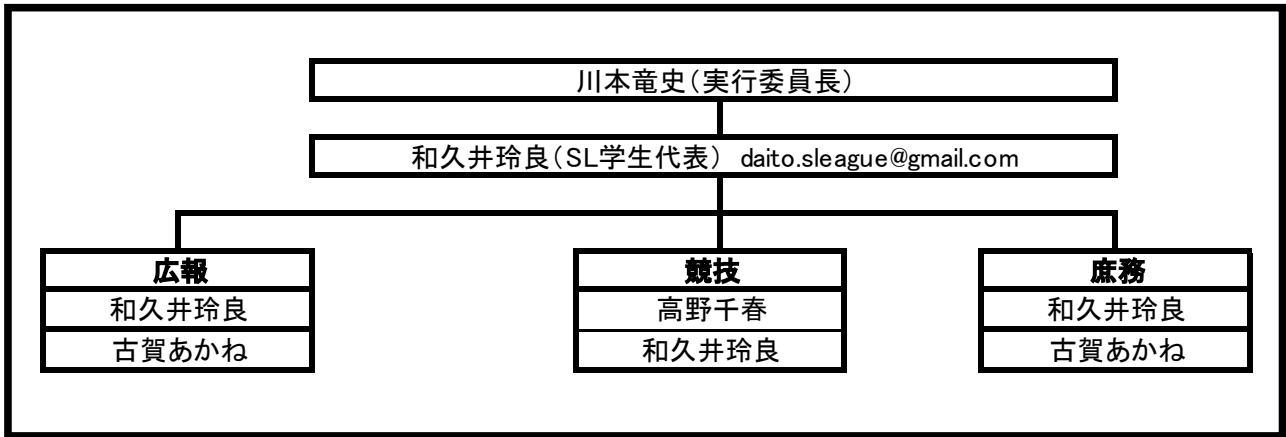 川本竜史(実行委員長)
和久井玲良(SL学生代表) daito.sleague@gmail.com
広報
和久井玲良
古賀あかね
競技
高野千春
和久井玲良
庶務
和久井玲良
古賀あかね